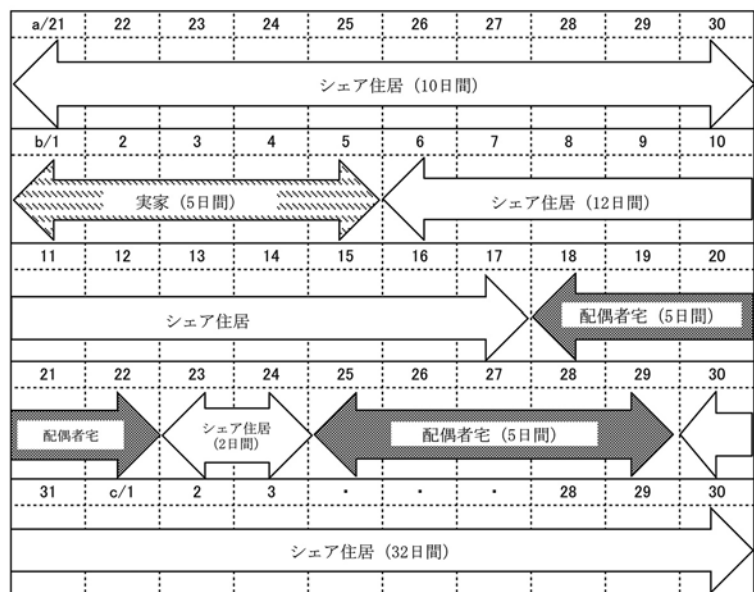 a/21 22 23 24 25 26 27 28 29 30
シェア住居（10日間）
b/1 2 3 4 5 6 7 8 9 10
実家（5日間） シェア住居（12日間）
11 12 13 14 15 16 17 18 19 20
シェア住居 配偶者宅（5日間）
21 22 23 24 25 26 27 28 29 30
配偶者宅 シェア住居 配偶者宅（5日間）
（2日間）
31 c/1 2 3 ・ ・ ・ 28 29 30
シェア住居（32日間）